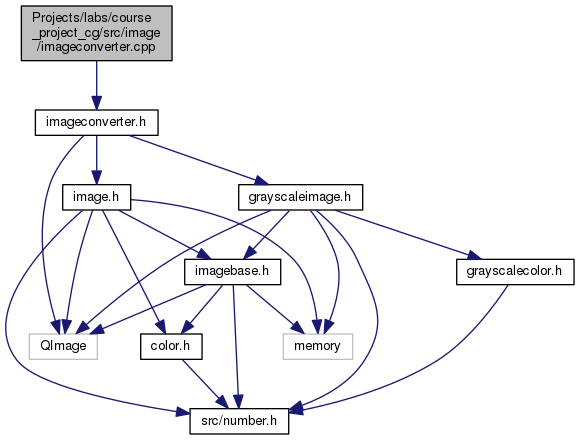 Projects/labs/course
_project_cg/src/image
/imageconverter.cpp
imageconverter.h
image.h
grayscaleimage.h
imagebase.h
grayscalecolor.h
QImage
color.h
memory
src/number.h